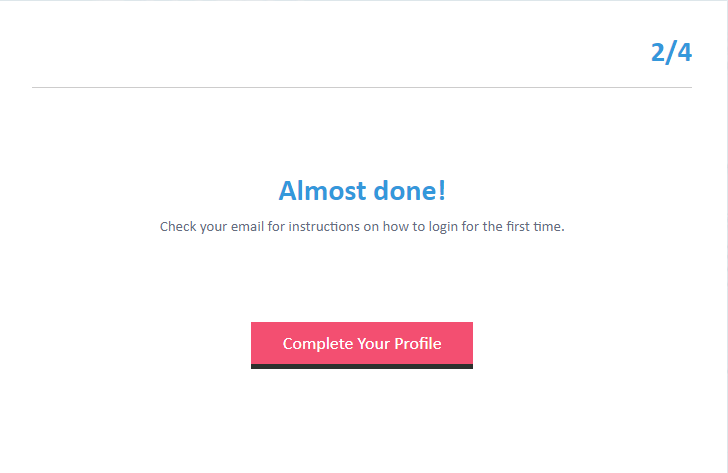 2/4
Almost done!
Check your email for instructions on how to login for the first time.
Complete Your Profile